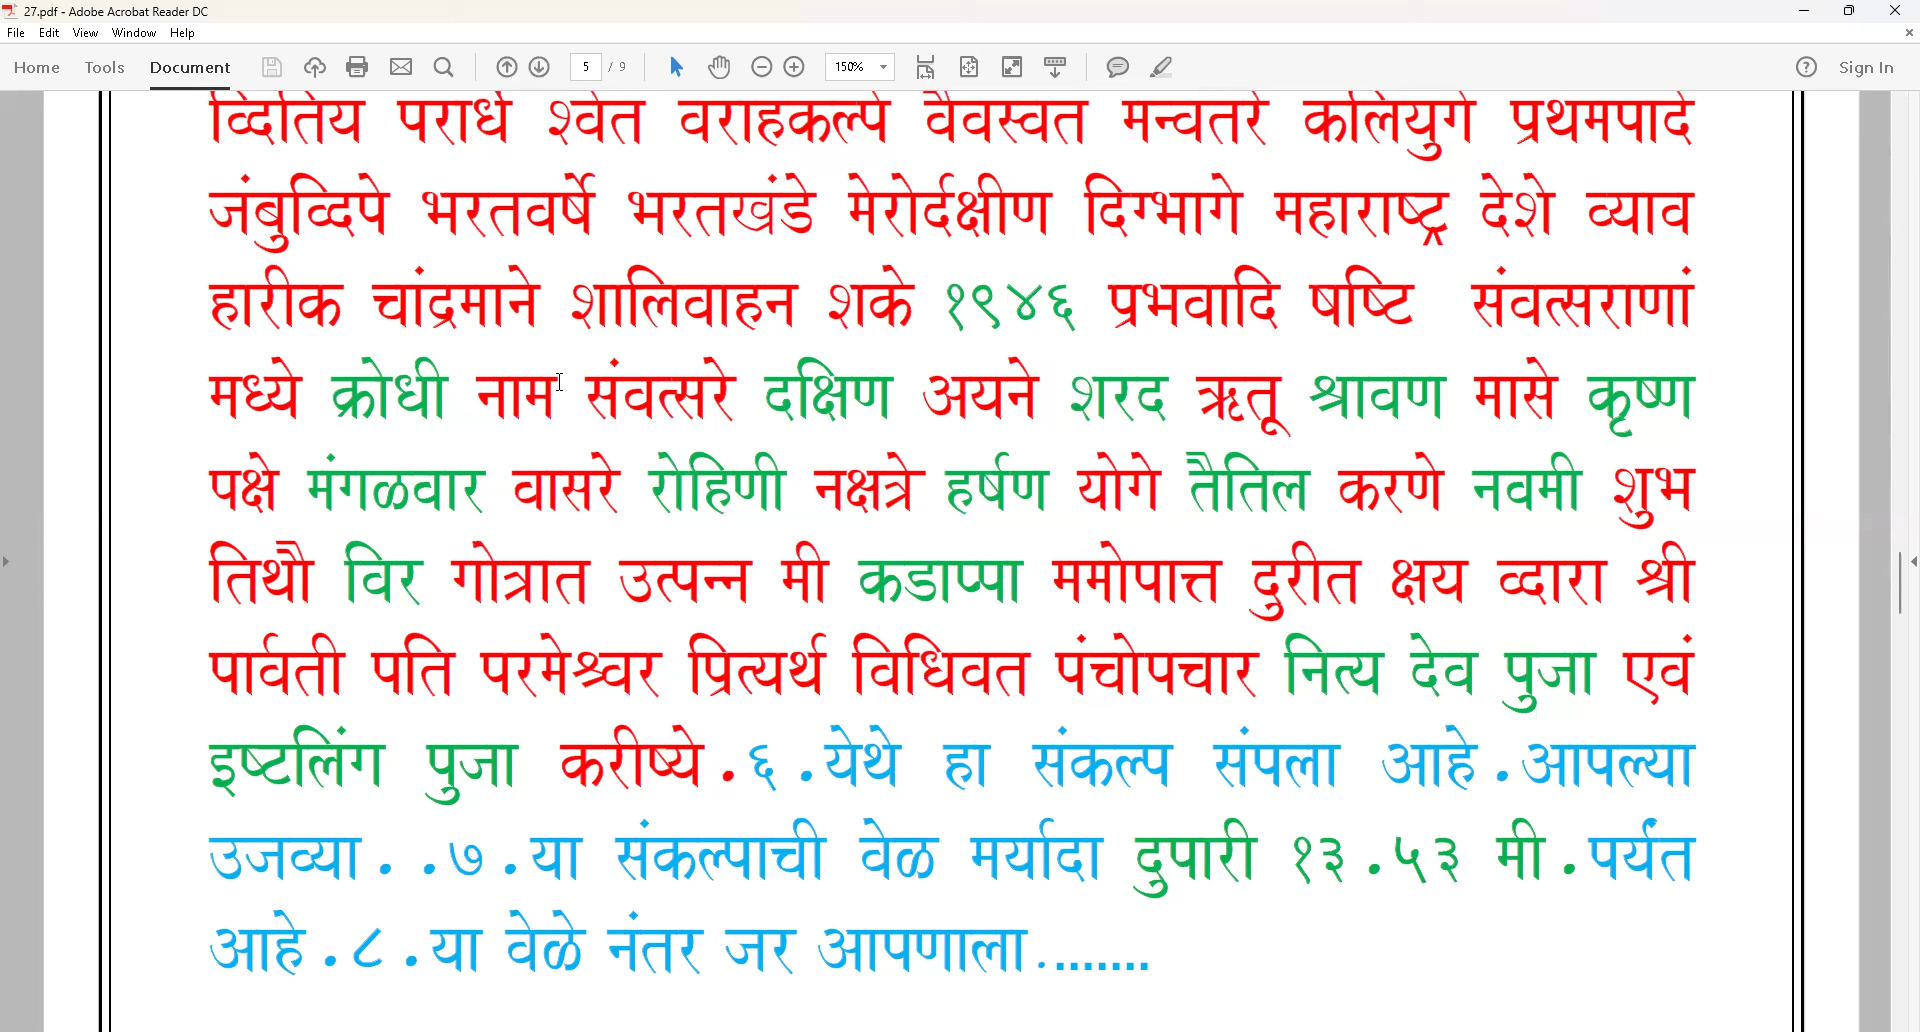 27.pdf - Adobe Acrobat Reader DC
File Edit View Window Help
Home Tools Document 5 / 9 150% Sign In
व्दितिय परार्धे श्वेत वराहकल्पे वैवस्वत मन्वतरे कलियुगे प्रथमपादे
जंबुव्दिपे भरतवर्षे भरतखंडे मेरोर्दक्षीण दिग्भागे महाराष्ट्र देशे व्याव
हारीक चांद्रमाने शालिवाहन शके १९४६ प्रभवादि षष्टि संवत्सराणां
मध्ये क्रोधी नाम संवत्सरे दक्षिण अयने शरद ऋतू श्रावण मासे कृष्ण
पक्षे मंगळवार वासरे रोहिणी नक्षत्रे हर्षण योगे तैतिल करणे नवमी शुभ
तिथौ विर गोत्रात उत्पन्न मी कडाप्पा ममोपात्त दुरीत क्षय व्दारा श्री
पार्वती पति परमेश्वर प्रित्यर्थ विधिवत पंचोपचार नित्य देव पुजा एवं
इष्टलिंग पुजा करीष्ये.६.येथे हा संकल्प संपला आहे.आपल्या
उजव्या..७.या संकल्पाची वेळ मर्यादा दुपारी १३.५३ मी.पर्यंत
आहे.८.या वेळे नंतर जर आपणाला........